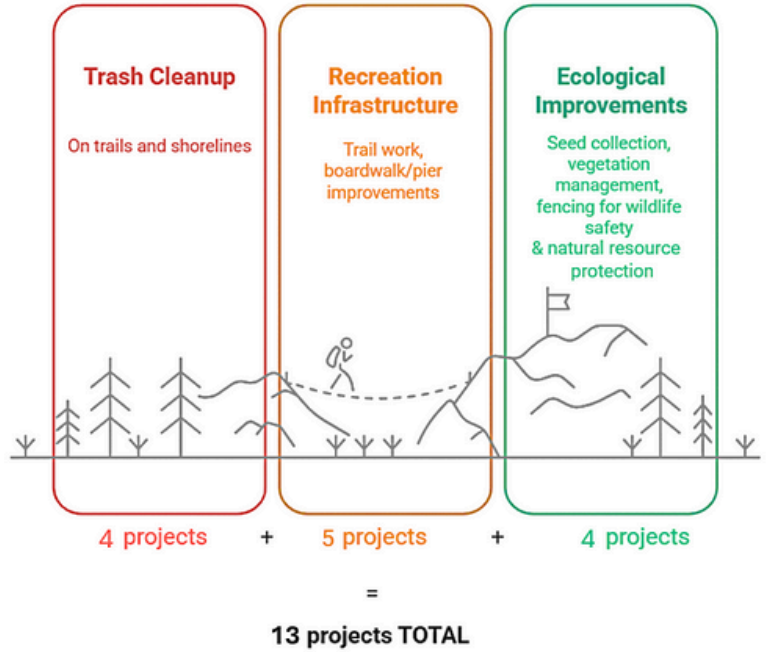 Trash Cleanup
On trails and shorelines
Recreation
Infrastructure
Trail work,
boardwalk/pier
improvements
Ecological
Improvements
Seed collection,
vegetation
management,
fencing for wildlife
safety
& natural resource
protection
4 projects + 5 projects + 4 projects
=
13 projects TOTAL